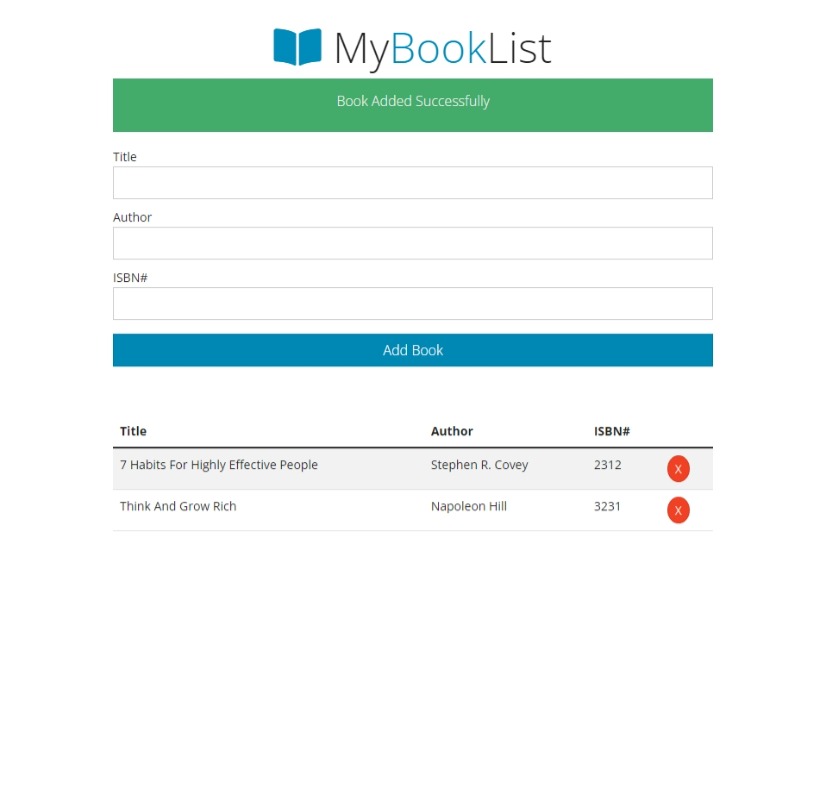 MyBookList
Book Added Successfully
Title
Author
ISBN#
Add Book
Title Author ISBN#
7 Habits For Highly Effective People Stephen R. Covey 2312 X
Think And Grow Rich Napoleon Hill 3231 X